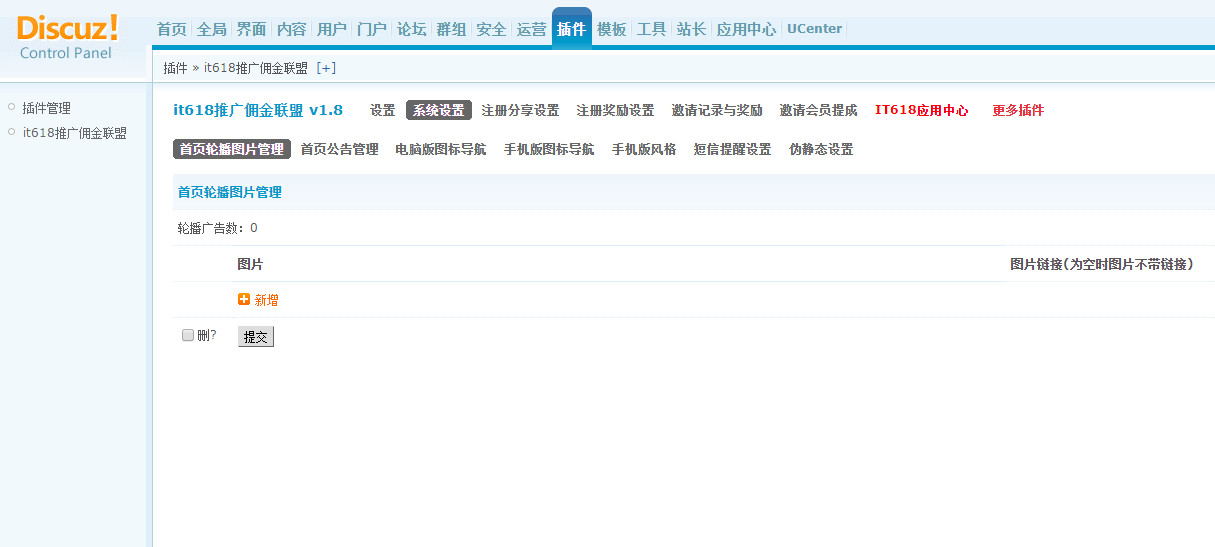 Discuz!
Control Panel
首页 全局 界面 内容 用户 门户 论坛 群组 安全 运营 插件 模板 工具 站长 应用中心 UCenter
插件 » it618推广佣金联盟 [+]
插件管理
it618推广佣金联盟
it618推广佣金联盟 v1.8 设置 系统设置 注册分享设置 注册奖励设置 邀请记录与奖励 邀请会员提成 IT618应用中心 更多插件
首页轮播图片管理 首页公告管理 电脑版图标导航 手机版图标导航 手机版风格 短信提醒设置 伪静态设置
首页轮播图片管理
轮播广告数：0
图片 图片链接(为空时图片不带链接)
新增
删? 提交